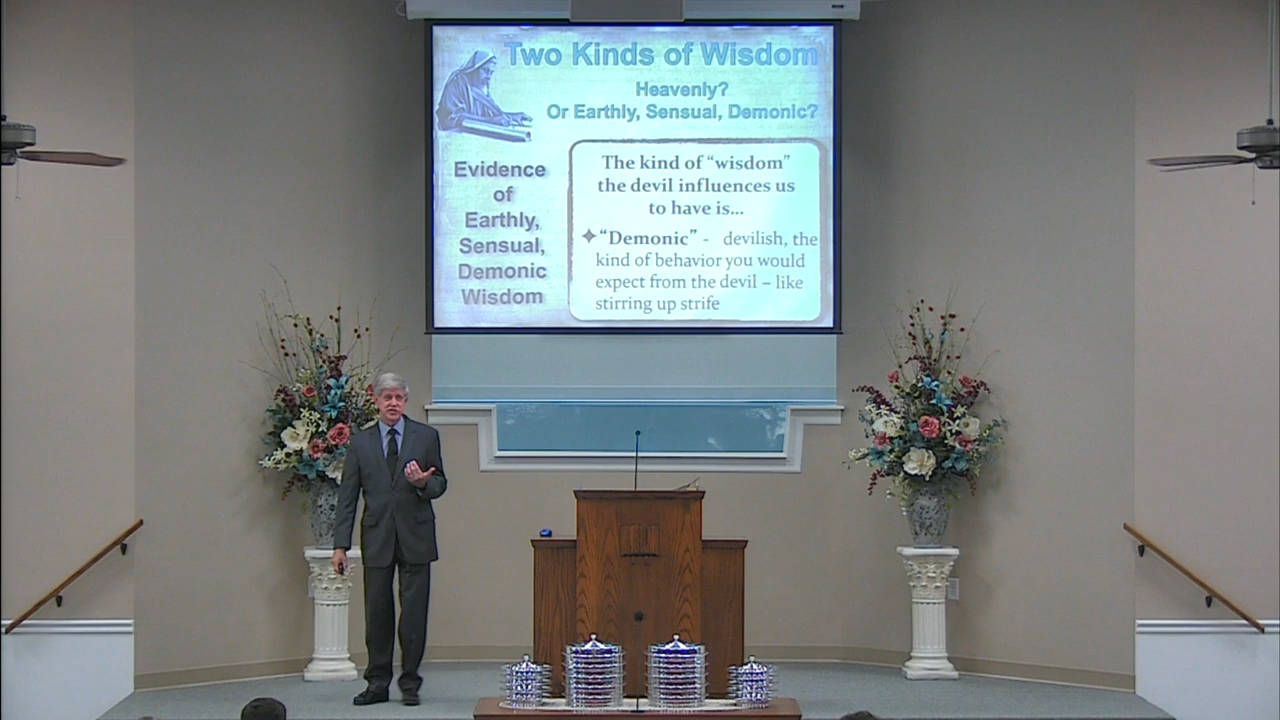 Two Kinds of Wisdom
Heavenly?
Or Earthly, Sensual, Demonic?
Evidence
of
Earthly,
Sensual,
Demonic
Wisdom
The kind of “wisdom”
the devil influences us
to have is...
✦“Demonic” - devilish, the
kind of behavior you would
expect from the devil – like
stirring up strife